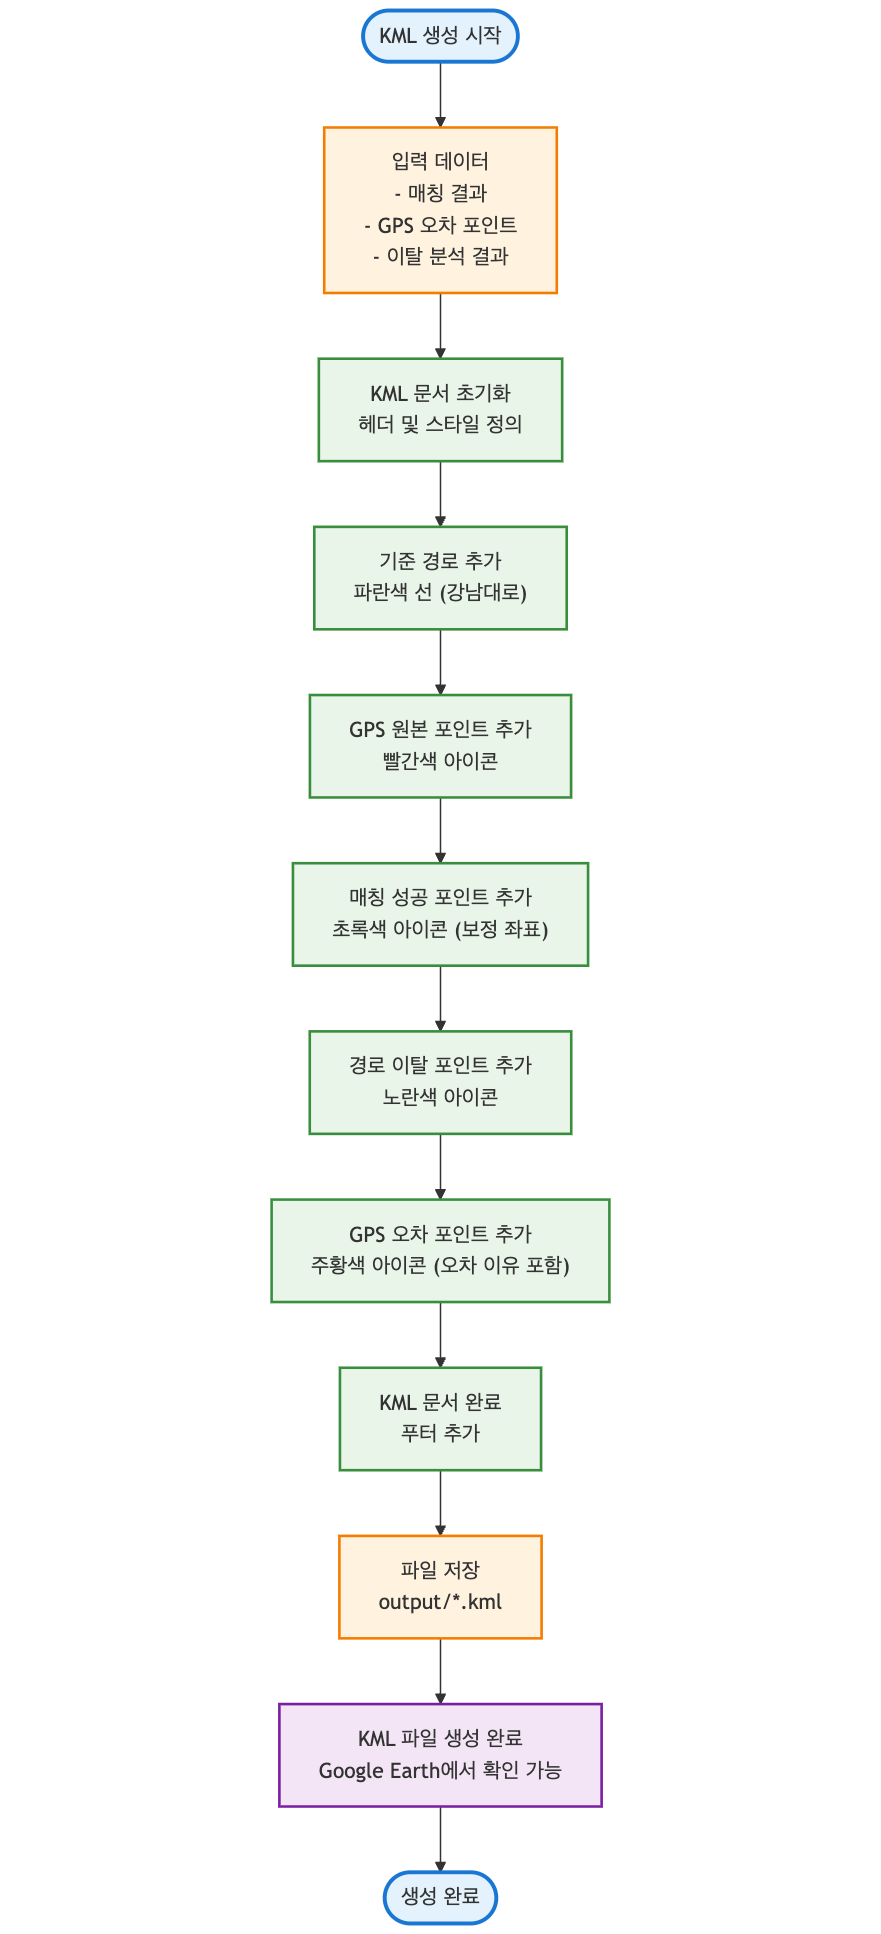 KML 생성 시작
입력 데이터
- 매칭 결과
- GPS 오차 포인트
- 이탈 분석 결과
KML 문서 초기화
헤더 및 스타일 정의
기준 경로 추가
파란색 선 (강남대로)
GPS 원본 포인트 추가
빨간색 아이콘
매칭 성공 포인트 추가
초록색 아이콘 (보정 좌표)
경로 이탈 포인트 추가
노란색 아이콘
GPS 오차 포인트 추가
주황색 아이콘 (오차 이유 포함)
KML 문서 완료
푸터 추가
파일 저장
output/*.kml
KML 파일 생성 완료
Google Earth에서 확인 가능
생성 완료